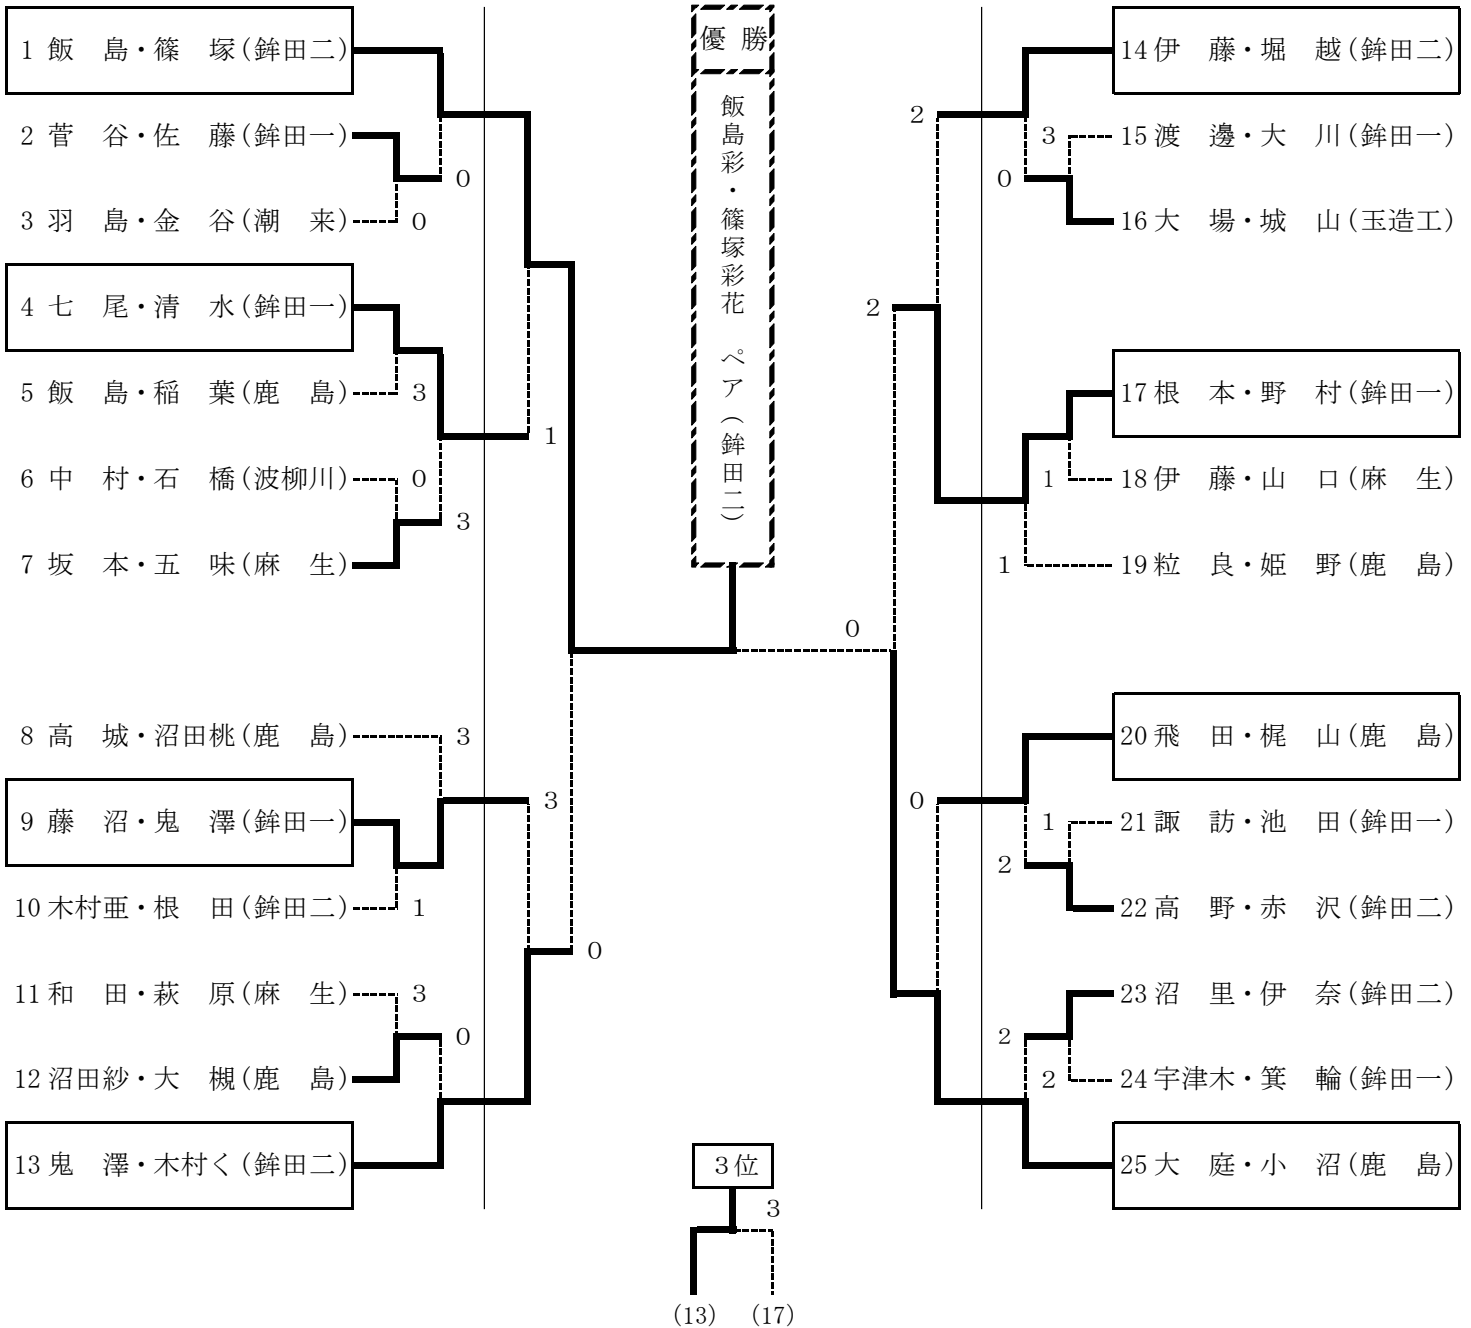 1 飯　島・篠　塚(鉾田二)
2 菅　谷・佐　藤(鉾田一)
0
3 羽　島・金　谷(潮　来)
0
4 七　尾・清　水(鉾田一)
5 飯　島・稲　葉(鹿　島)
3
1
6 中　村・石　橋(波柳川)
0
3
7 坂　本・五　味(麻　生)
8 高　城・沼田桃(鹿　島)
3
3
9 藤　沼・鬼　澤(鉾田一)
10 木村亜・根　田(鉾田二)
1
0
11 和　田・萩　原(麻　生)
3
0
12 沼田紗・大　槻(鹿　島)
13 鬼　澤・木村く(鉾田二)
優 勝
飯島彩・篠塚彩花　ペア(鉾田二)
0
3位
3
(13)
(17)
14 伊　藤・堀　越(鉾田二)
2
3
15 渡　邊・大　川(鉾田一)
0
16 大　場・城　山(玉造工)
2
17 根　本・野　村(鉾田一)
1
18 伊　藤・山　口(麻　生)
1
19 粒　良・姫　野(鹿　島)
20 飛　田・梶　山(鹿　島)
0
1
21 諏　訪・池　田(鉾田一)
2
22 高　野・赤　沢(鉾田二)
23 沼　里・伊　奈(鉾田二)
2
2
24 宇津木・箕　輪(鉾田一)
25 大　庭・小　沼(鹿　島)